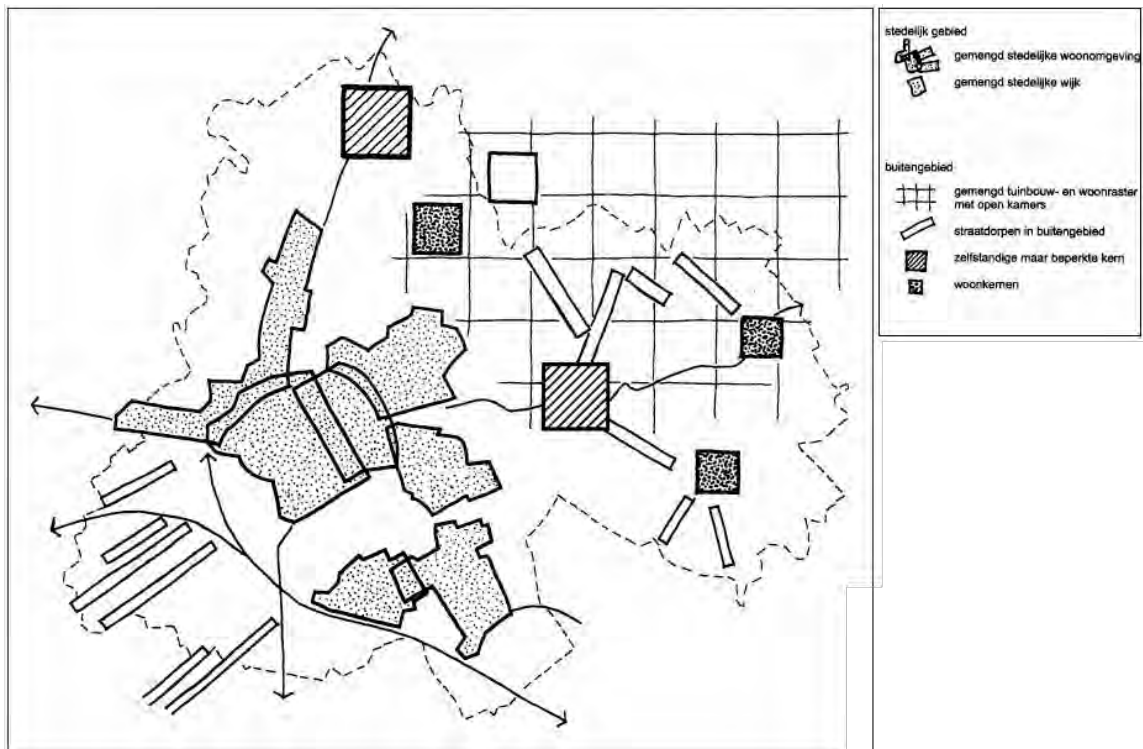 stedelijk gebied
gemengd stedelijke woonomgeving
gemengd stedelijke wijk
buitengebied
gemengd tuinbouw- en woonraster
met open kamers
straatdorpen in buitengebied
zelfstandige maar beperkte kern
woonkernen